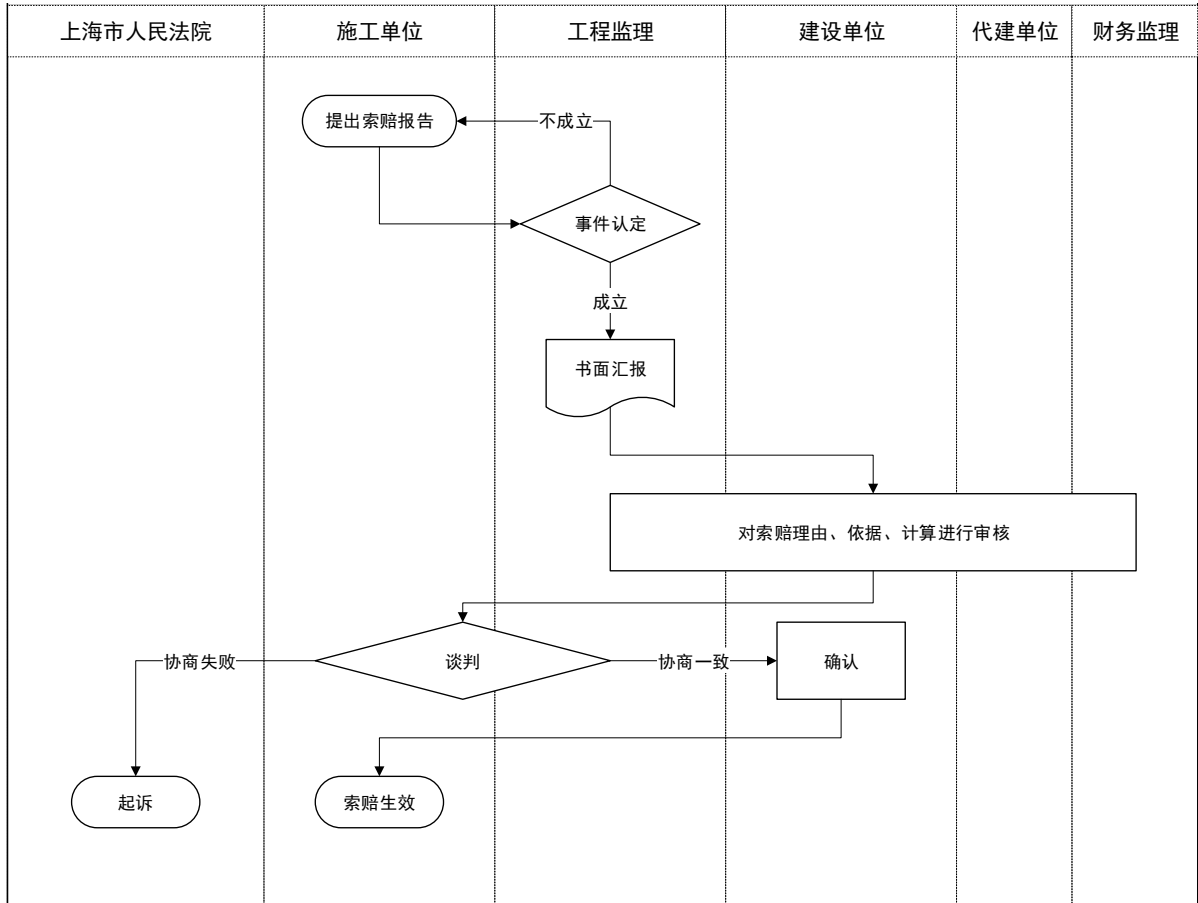 上海市人民法院
施工单位
工程监理
建设单位
代建单位
财务监理
提出索赔报告
不成立
事件认定
成立
书面汇报
对索赔理由、依据、计算进行审核
协商失败
谈判
协商一致
确认
起诉
索赔生效